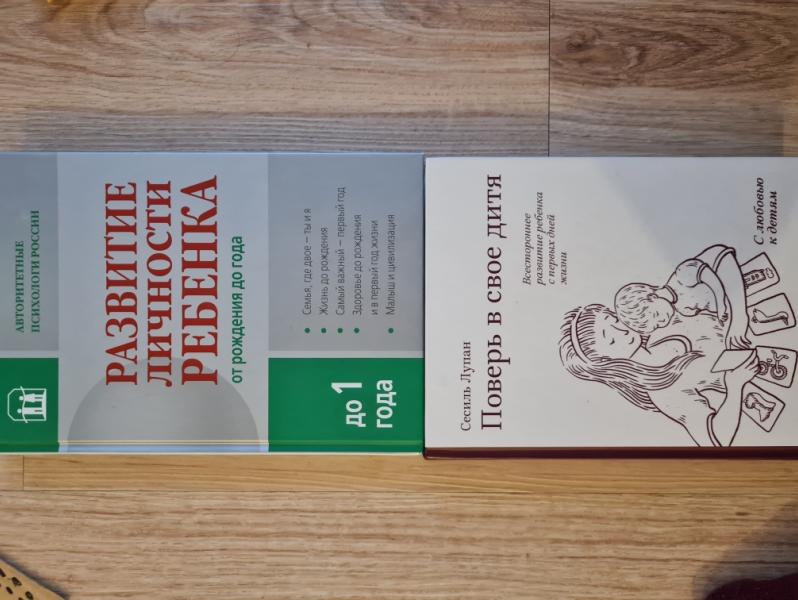 АВТОРИТЕТНЫЕ
ПСИХОЛОГИ РОССИИ
РАЗВИТИЕ
ЛИЧНОСТИ
РЕБЕНКА
от рождения до года
до 1
года
• Семья, где двое — ты и я
• Жизнь до рождения
• Самый важный — первый год
• Здоровье до рождения
и в первый год жизни
• Малыш и цивилизация
Сесиль Лупан
Поверь в свое дитя
Всестороннее
развитие ребенка
с первых дней
жизни
С любовью
к детям